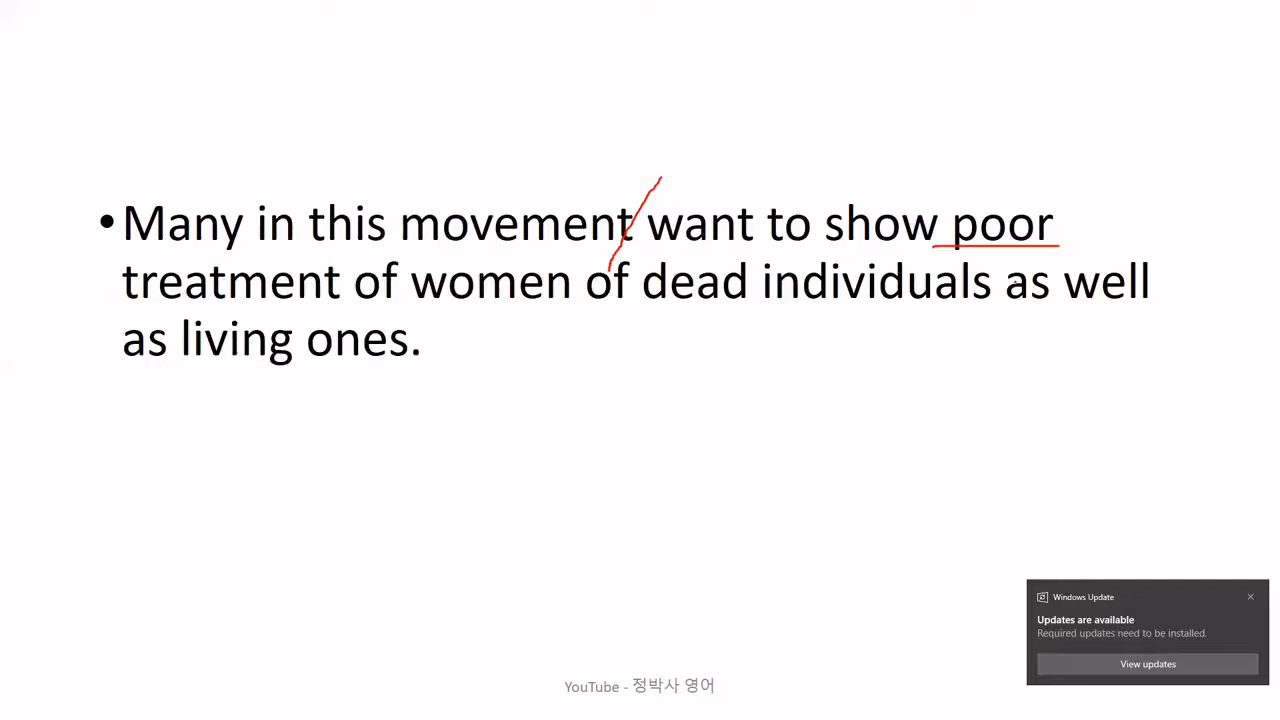 •Many in this movement want to show poor
treatment of women of dead individuals as well
as living ones.
Windows Update
Updates are available
Required updates need to be installed.
View updates
YouTube - 정박사 영어